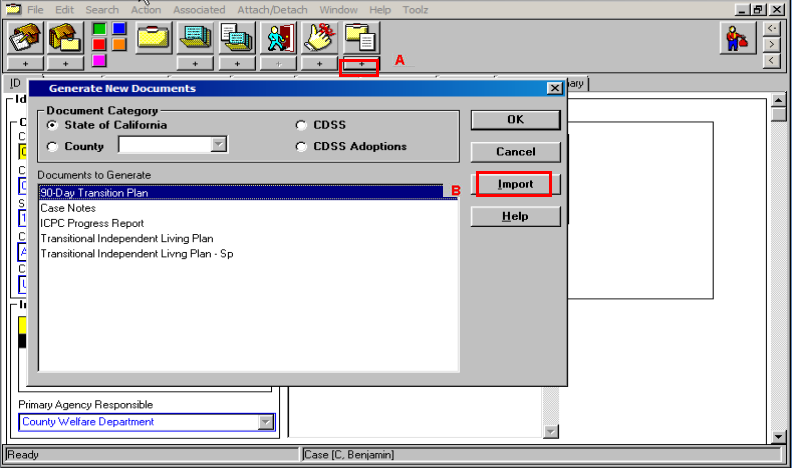 File Edit Search Action Associated Attach/Detach Window Help Toolz
+ + + + + + +
A
ID
ary
Generate New Documents
Id
Document Category
State of California
CDSS
OK
County
CDSS Adoptions
Cancel
Documents to Generate
90-Day Transition Plan
B
Import
Case Notes
ICPC Progress Report
Help
Transitional Independent Living Plan
Transitional Independent Livng Plan - Sp
Primary Agency Responsible
County Welfare Department
Ready
Case [C, Benjamin]